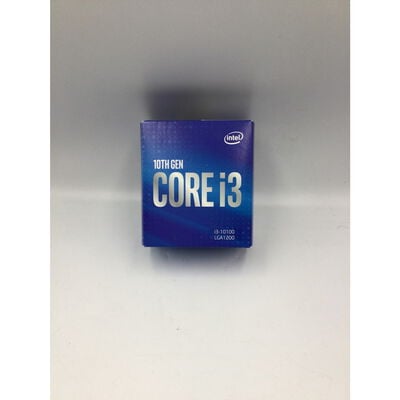 intel
10TH GEN
CORE i3
i3-10100
LGA1200